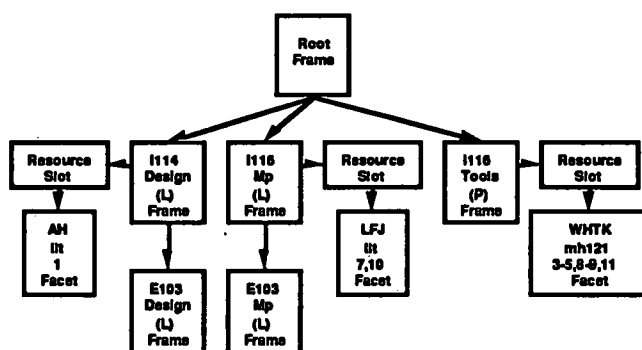 Root
Frame
Resource
Slot
I114
Design
(L)
Frame
I115
Mp
(L)
Frame
Resource
Slot
I116
Tools
(P)
Frame
Resource
Slot
AH
lit
1
Facet
LFJ
lit
7,10
Facet
WHTK
mh121
3-5,8-9,11
Facet
E103
Design
(L)
Frame
E103
Mp
(L)
Frame